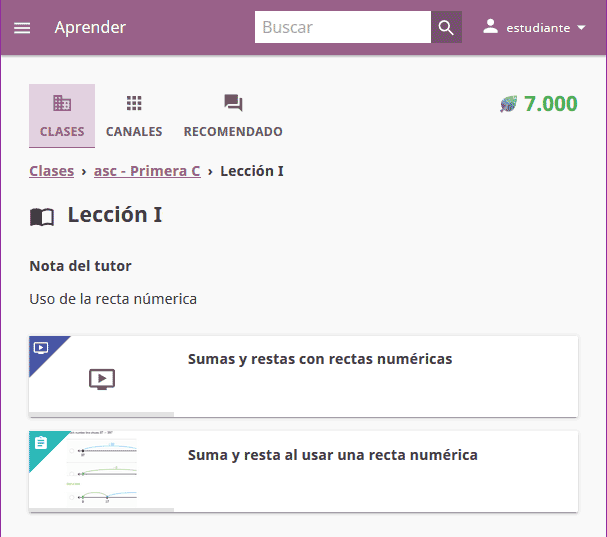 Aprender
Buscar
estudiante
7.000
CLASES
CANALES
RECOMENDADO
Clases › asc - Primera C › Lección I
Lección I
Nota del tutor
Uso de la recta númerica
Sumas y restas con rectas numéricas
Suma y resta al usar una recta numérica